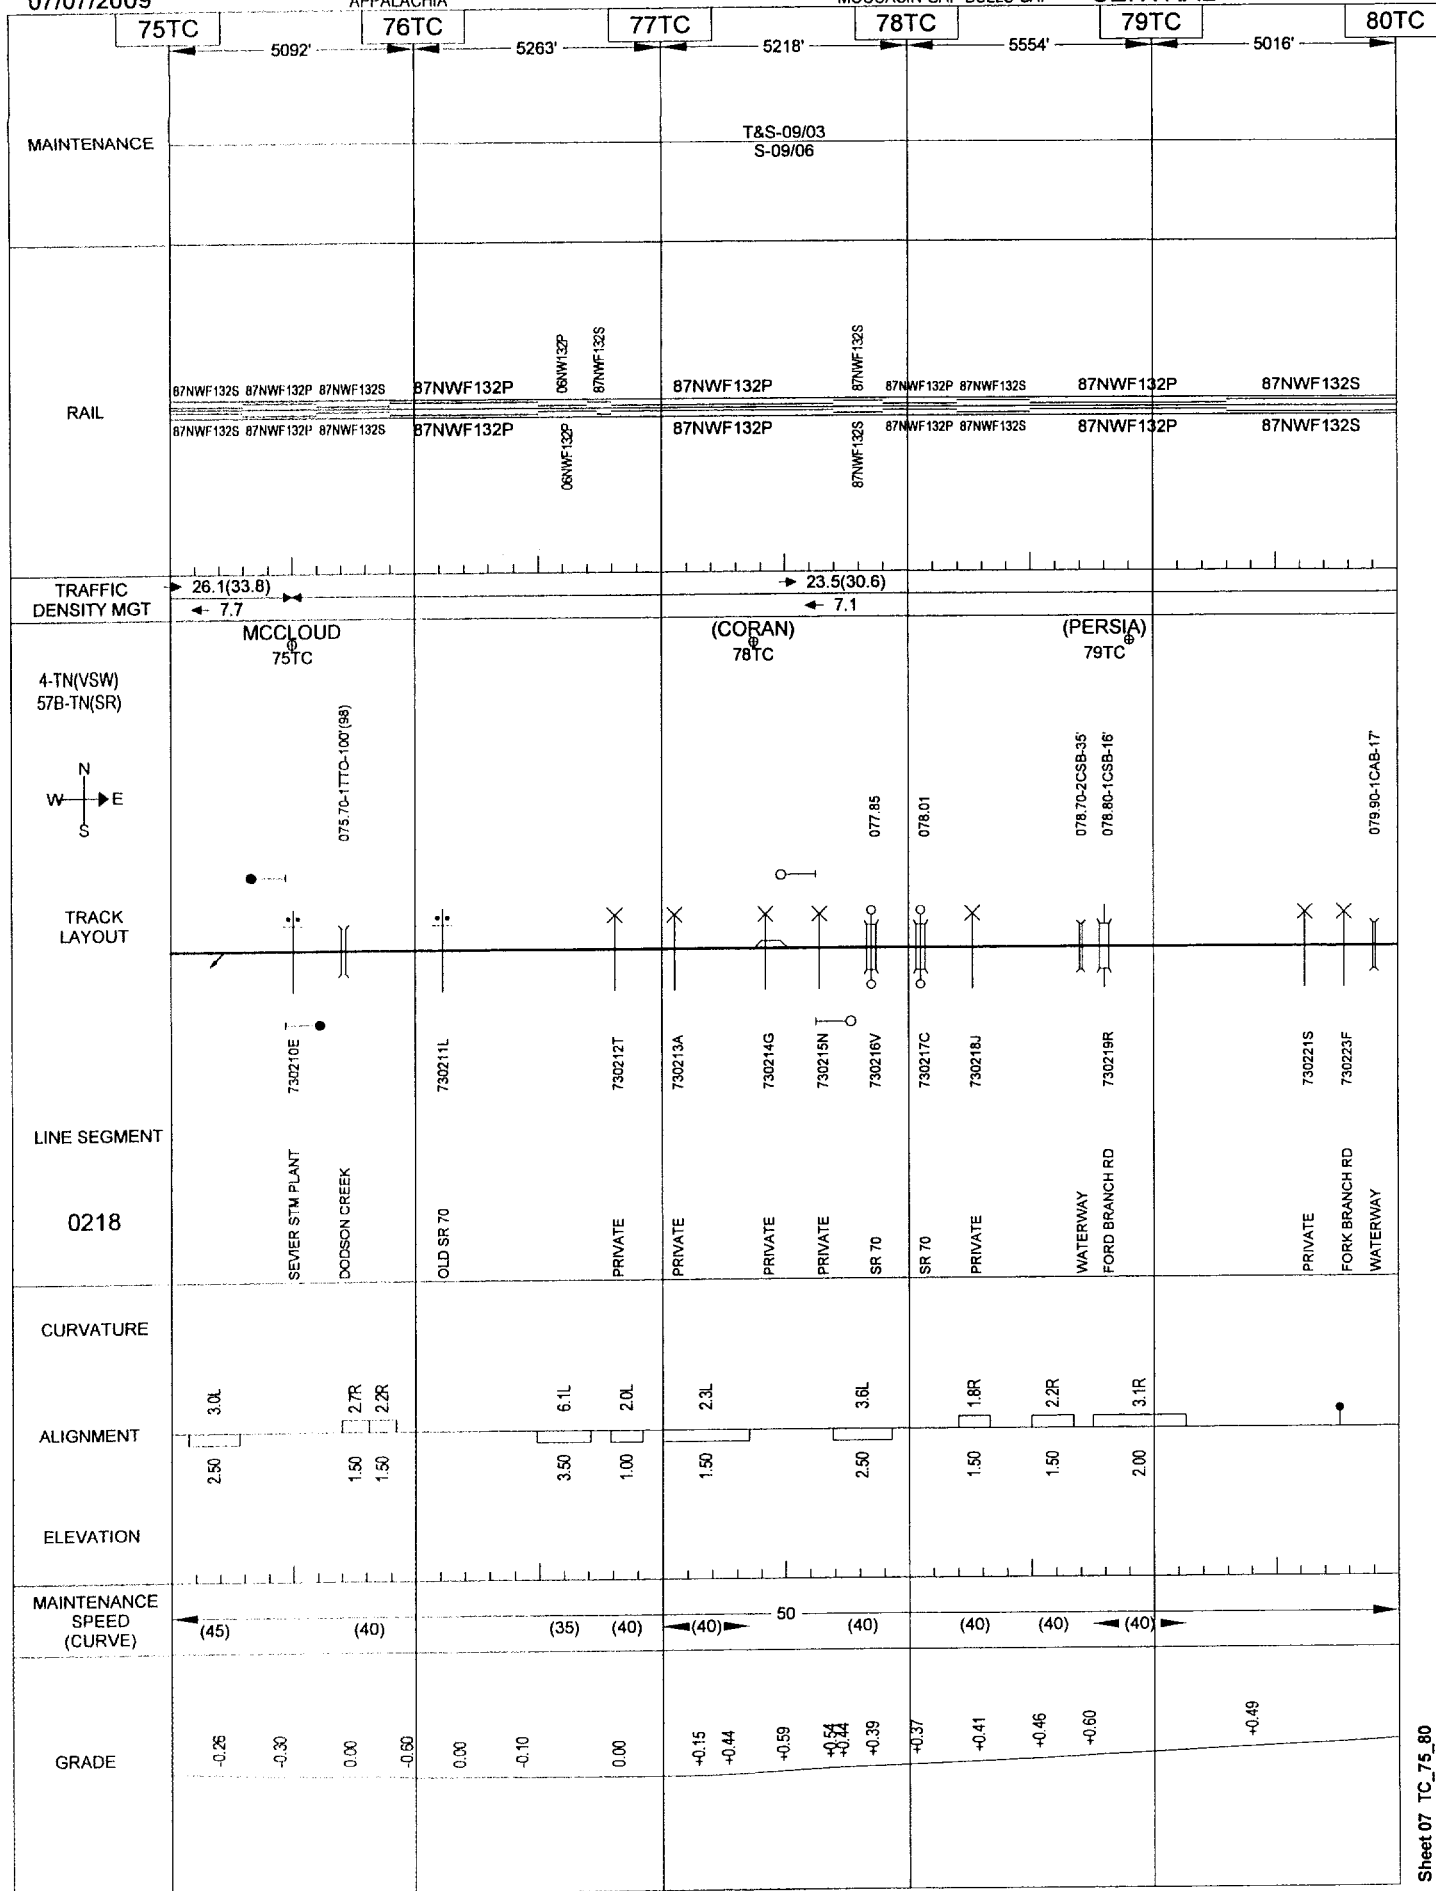 07/07/2009
APPALACHIA
75TC 76TC 77TC 78TC 79TC 80TC
5092' 5263' 5218' 5554' 5016'
MAINTENANCE
T&S-09/03
S-09/06
06NW132P 87NWF132S 87NWF132S
87NWF132S 87NWF132P 87NWF132S 87NWF132P 87NWF132P 87NWF132P 87NWF132S 87NWF132P 87NWF132S
RAIL
87NWF132S 87NWF132P 87NWF132S 87NWF132P 87NWF132P 87NWF132P 87NWF132S 87NWF132P 87NWF132S
06NWF132P 87NWF132S
TRAFFIC
DENSITY MGT
26.1(33.8) 23.5(30.6)
7.7 7.1
MCCLOUD (CORAN) (PERSIA)
75TC 78TC 79TC
4-TN(VSW)
57B-TN(SR)
N
W E
S
075.70-1TTO-100'(98) 077.85 078.01 078.70-2CSB-35' 078.80-1CSB-16' 079.90-1CAB-17'
TRACK
LAYOUT
730210E 730211L 730212T 730213A 730214G 730215N 730216V 730217C 730218J 730219R 730221S 730223F
LINE SEGMENT
0218
SEVIER STM PLANT DODSON CREEK OLD SR 70 PRIVATE PRIVATE PRIVATE PRIVATE SR 70 SR 70 PRIVATE WATERWAY FORD BRANCH RD PRIVATE FORK BRANCH RD WATERWAY
CURVATURE
3.0L 2.7R 2.2R 6.1L 2.0L 2.3L 3.6L 1.8R 2.2R 3.1R
ALIGNMENT
2.50 1.50 1.50 3.50 1.00 1.50 2.50 1.50 1.50 2.00
ELEVATION
MAINTENANCE
SPEED
(CURVE)
50
(45) (40) (35) (40) (40) (40) (40) (40) (40)
GRADE
-0.26 -0.30 0.00 -0.60 0.00 -0.10 0.00 +0.15 +0.44 +0.59 +0.54 +0.44 +0.39 +0.37 +0.41 +0.46 +0.60 +0.49
Sheet 07 TC_75_80